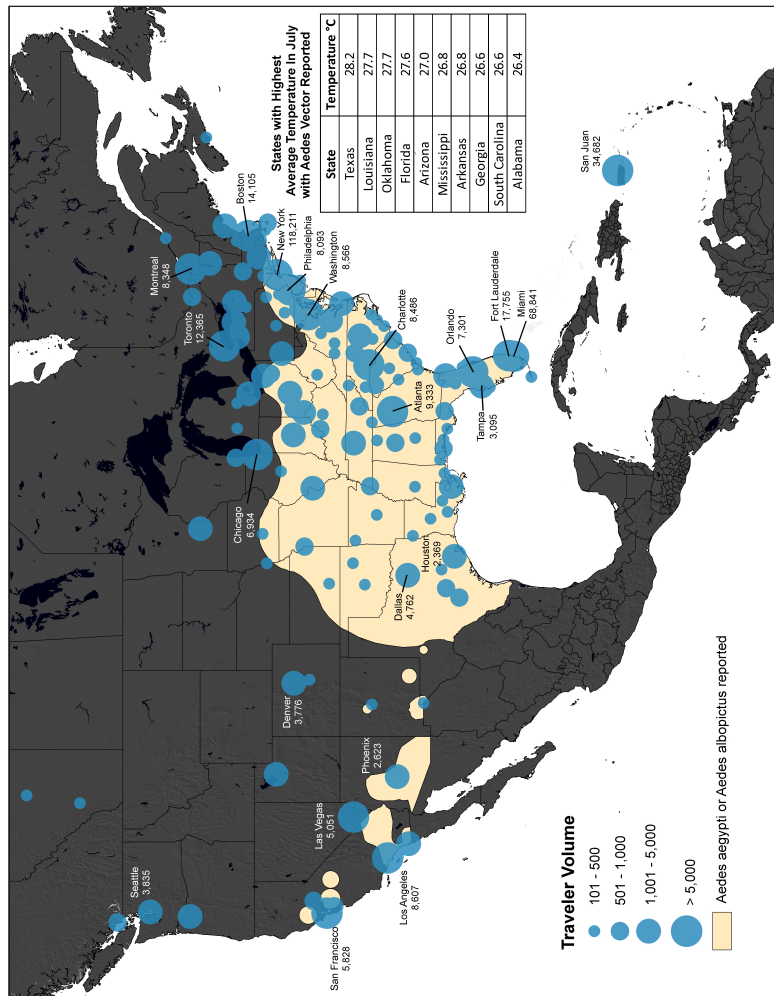 States with Highest
Average Temperature In July
with Aedes Vector Reported
State Temperature °C
Texas 28.2
Louisiana 27.7
Oklahoma 27.7
Florida 27.6
Arizona 27.0
Mississippi 26.8
Arkansas 26.8
Georgia 26.6
South Carolina 26.6
Alabama 26.4
Seattle
3,835
San Francisco
5,828
Los Angeles
8,607
Las Vegas
5,051
Phoenix
2,623
Denver
3,776
Dallas
4,762
Houston
2,369
Chicago
6,934
Toronto
12,365
Montreal
8,348
Boston
14,105
New York
118,211
Philadelphia
8,093
Washington
8,566
Charlotte
8,486
Atlanta
9,333
Orlando
7,301
Tampa
3,095
Fort Lauderdale
17,755
Miami
68,841
San Juan
34,682
Traveler Volume
101 - 500
501 - 1,000
1,001 - 5,000
> 5,000
Aedes aegypti or Aedes albopictus reported